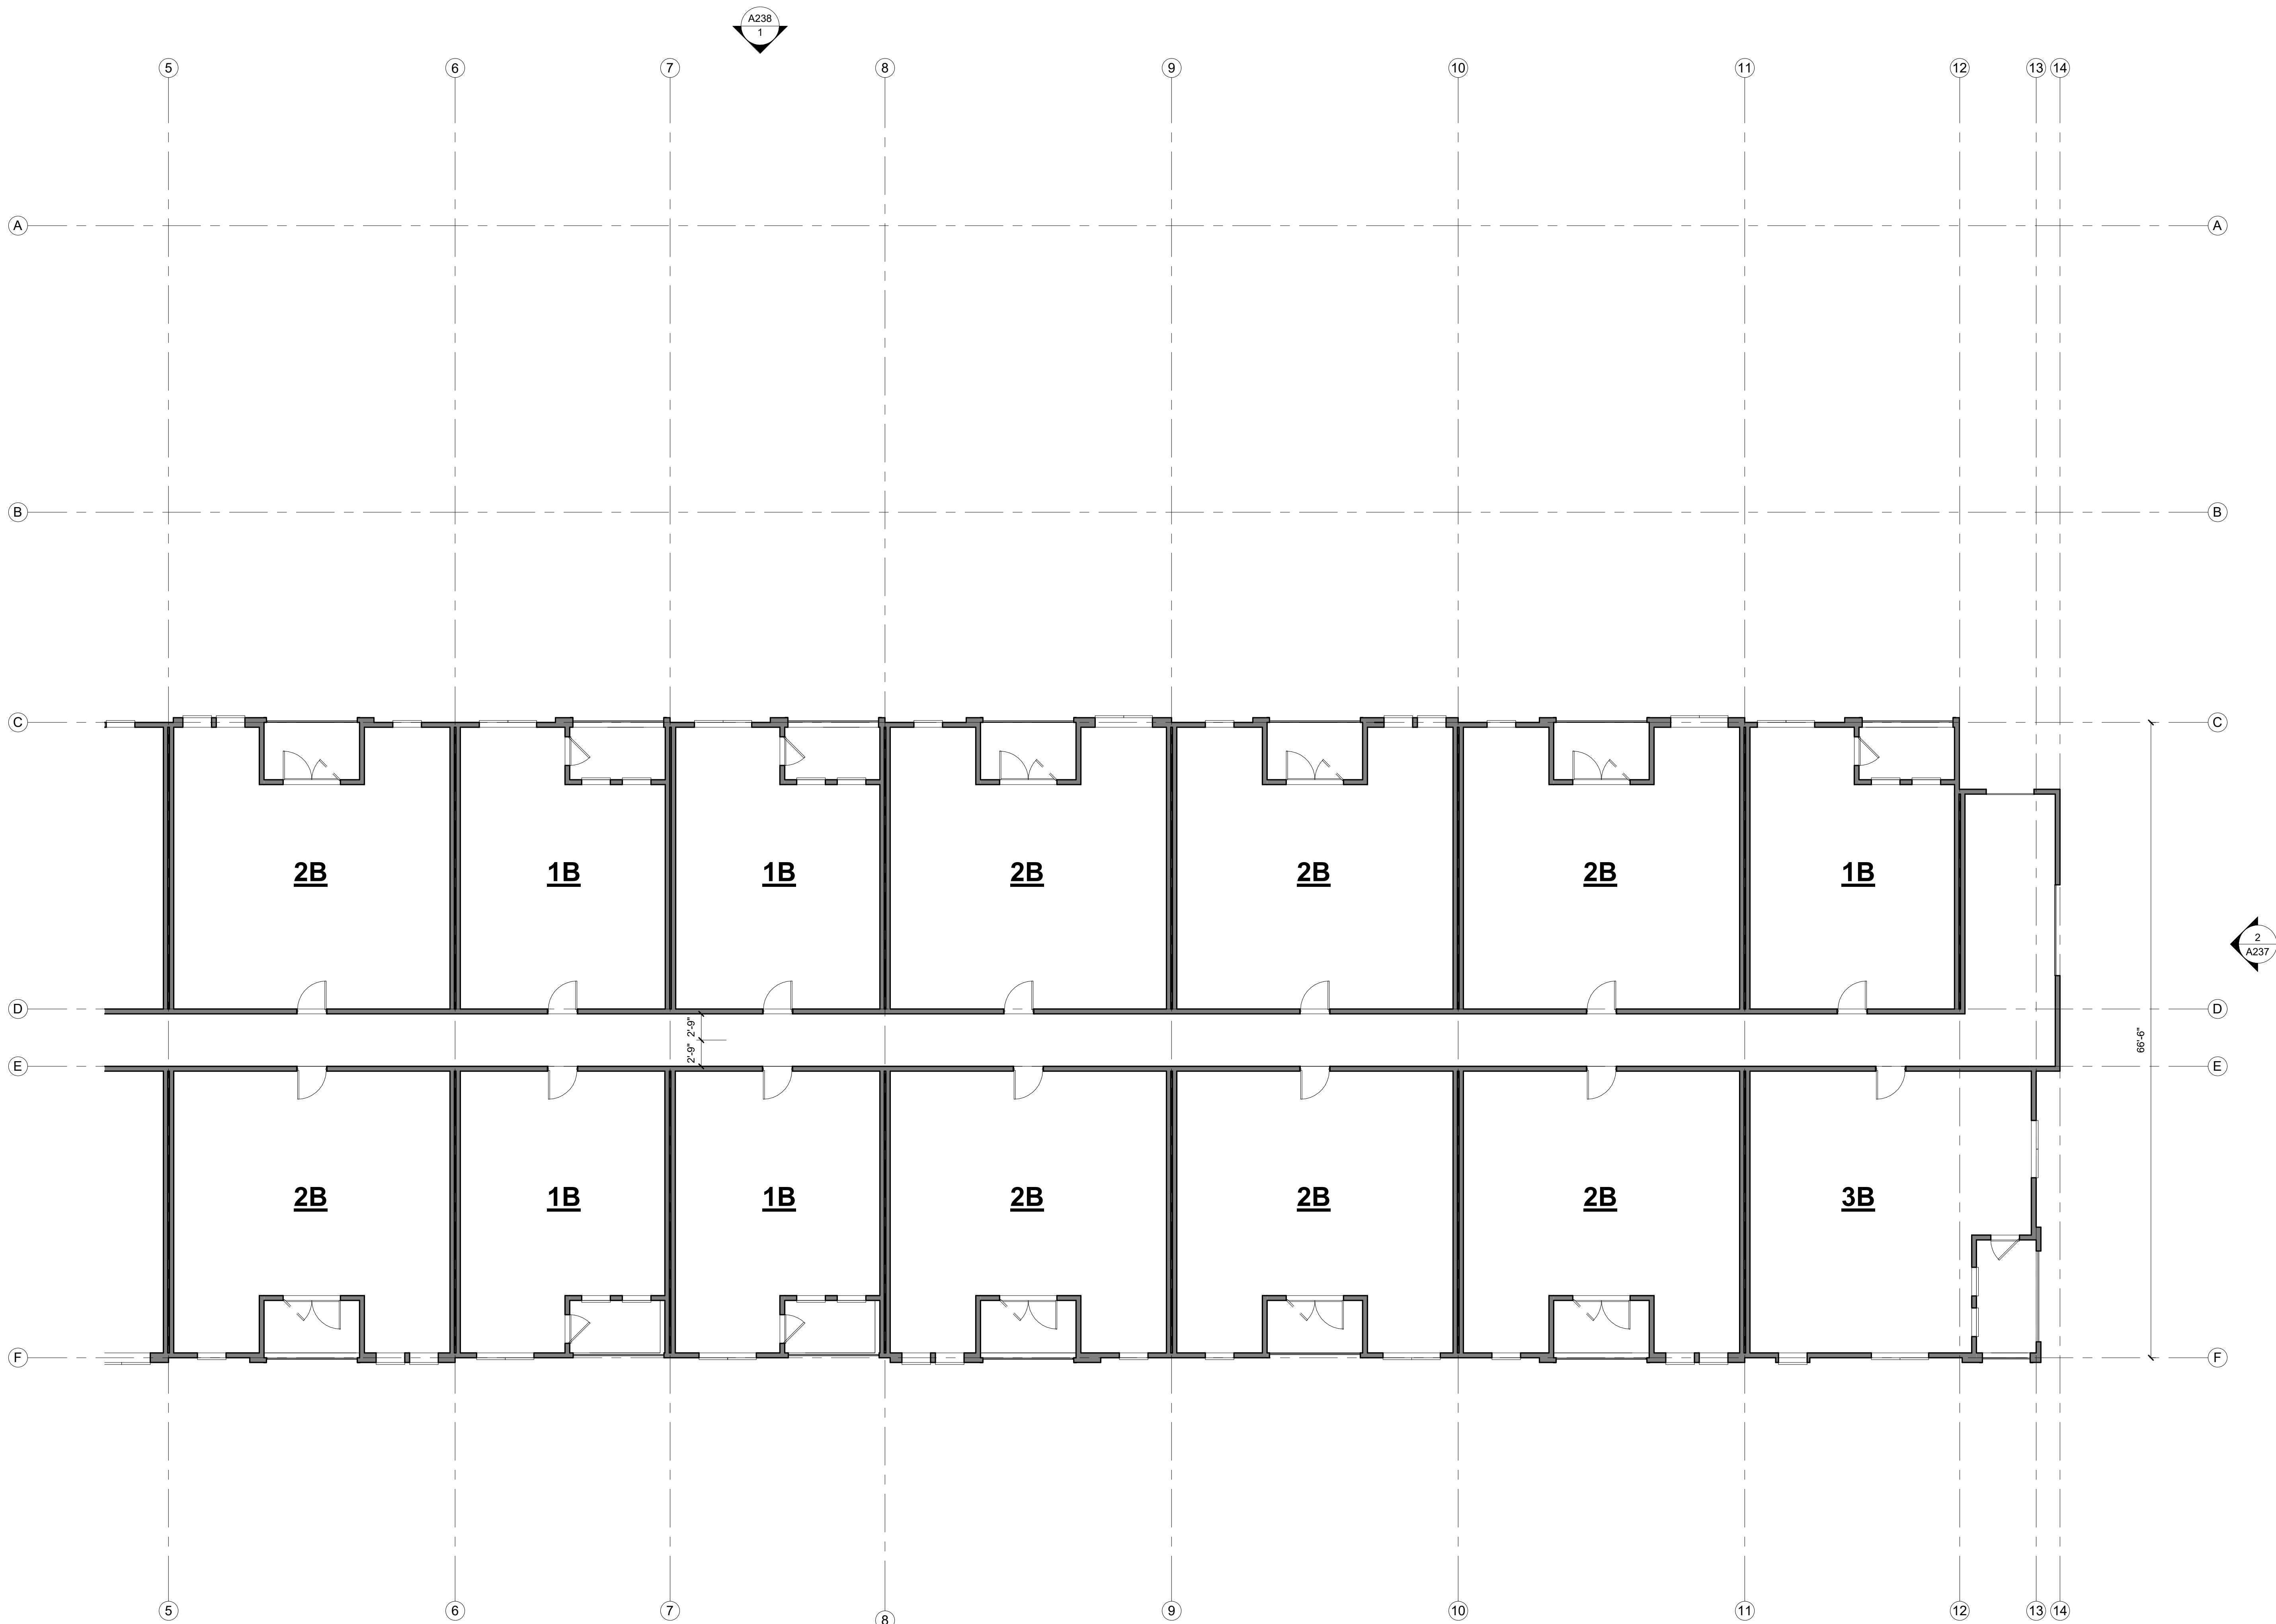 A238
1
5 6 7 8 9 10 11 12 13 14
A A
B B
C C
2B 1B 1B 2B 2B 2B 1B
2
A237
D D
2'-9"
2'-9"
66'-6"
E E
2B 1B 1B 2B 2B 2B 3B
F F
5 6 7 8 9 10 11 12 13 14